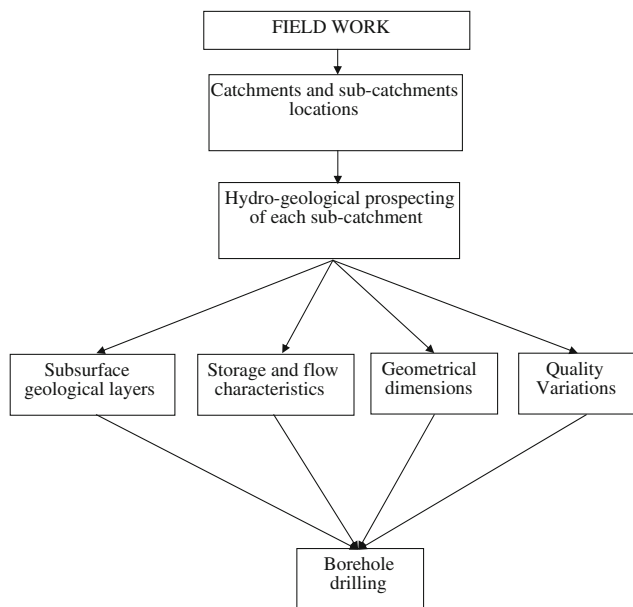 FIELD WORK
Catchments and sub-catchments
locations
Hydro-geological prospecting
of each sub-catchment
Subsurface
geological layers
Storage and flow
characteristics
Geometrical
dimensions
Quality
Variations
Borehole
drilling